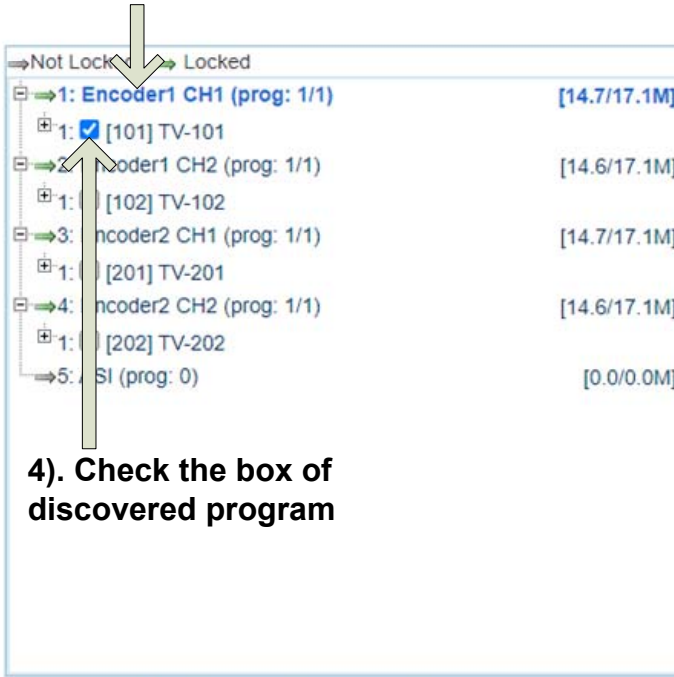 Not Lock Locked
1: Encoder1 CH1 (prog: 1/1) [14.7/17.1M]
1: [101] TV-101
2 ncoder1 CH2 (prog: 1/1) [14.6/17.1M]
1: [102] TV-102
3: ncoder2 CH1 (prog: 1/1) [14.7/17.1M]
1: [201] TV-201
4: ncoder2 CH2 (prog: 1/1) [14.6/17.1M]
1: [202] TV-202
5: SI (prog: 0) [0.0/0.0M]
4). Check the box of
discovered program